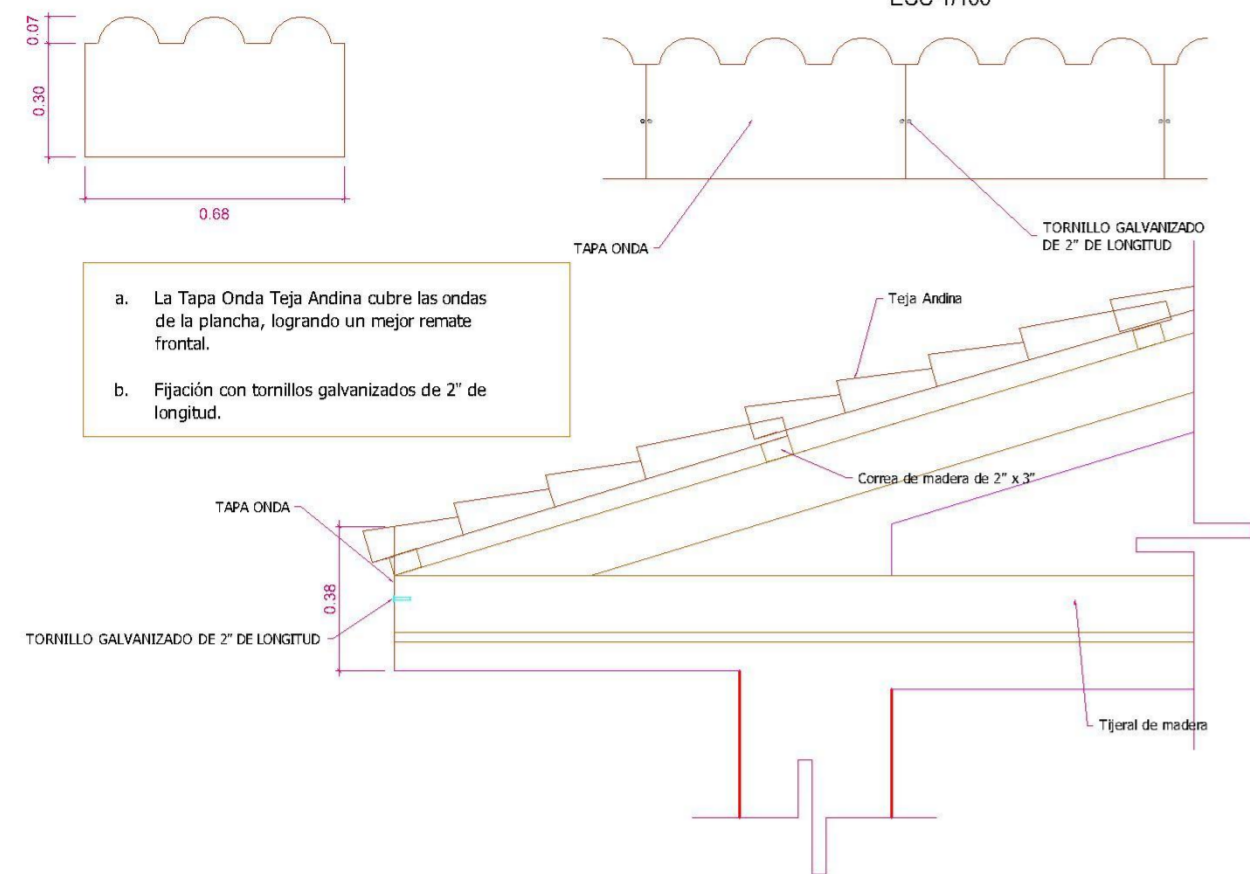 0.07
0.30
0.68
TAPA ONDA
TORNILLO GALVANIZADO
DE 2" DE LONGITUD
a. La Tapa Onda Teja Andina cubre las ondas
de la plancha, logrando un mejor remate
frontal.
b. Fijación con tornillos galvanizados de 2" de
longitud.
Teja Andina
Correa de madera de 2" x 3"
TAPA ONDA
0.38
TORNILLO GALVANIZADO DE 2" DE LONGITUD
Tijeral de madera